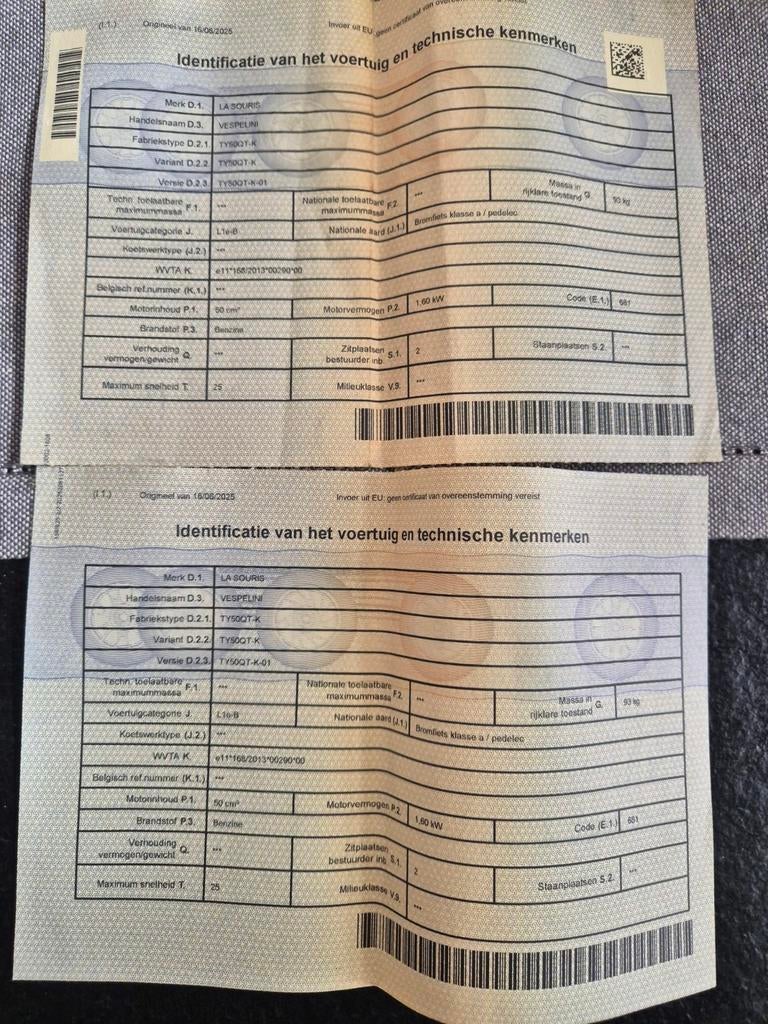 (I.1.) Origineel van 16/06/2025 Invoer uit EU: geen certificaat van overeenstemming vereist
Identificatie van het voertuig en technische kenmerken
Merk D.1. LA SOURIS
Handelsnaam D.3. VESPELINI
Fabriekstype D.2.1. TY50QT-K
Variant D.2.2. TY50QT-K
Versie D.2.3. TY50QT-K-01
Techn. toelaatbare maximummassa F.1. *** Nationale toelaatbare maximummassa F.2. *** Massa in rijklare toestand G. 93 kg
Voertuigcategorie J. L1e-B Nationale aard (J.1.) Bromfiets klasse a / pedelec
Koetswerktype (J.2.) ***
WVTA K. e11*168/2013*00290*00
Belgisch ref.nummer (K.1.) ***
Motorinhoud P.1. 50 cm³ Motorvermogen P.2. 1,60 kW Code (E.1.) 681
Brandstof P.3. Benzine
Verhouding vermogen/gewicht Q. *** Zitplaatsen bestuurder inb. S.1. 2 Staanplaatsen S.2. ***
Maximum snelheid T. 25 Milieuklasse V.9. ***
(I.1.) Origineel van 16/06/2025 Invoer uit EU: geen certificaat van overeenstemming vereist
Identificatie van het voertuig en technische kenmerken
Merk D.1. LA SOURIS
Handelsnaam D.3. VESPELINI
Fabriekstype D.2.1. TY50QT-K
Variant D.2.2. TY50QT-K
Versie D.2.3. TY50QT-K-01
Techn. toelaatbare maximummassa F.1. *** Nationale toelaatbare maximummassa F.2. *** Massa in rijklare toestand G. 93 kg
Voertuigcategorie J. L1e-B Nationale aard (J.1.) Bromfiets klasse a / pedelec
Koetswerktype (J.2.) ***
WVTA K. e11*168/2013*00290*00
Belgisch ref.nummer (K.1.) ***
Motorinhoud P.1. 50 cm³ Motorvermogen P.2. 1,60 kW Code (E.1.) 681
Brandstof P.3. Benzine
Verhouding vermogen/gewicht Q. *** Zitplaatsen bestuurder inb. S.1. 2 Staanplaatsen S.2. ***
Maximum snelheid T. 25 Milieuklasse V.9. ***